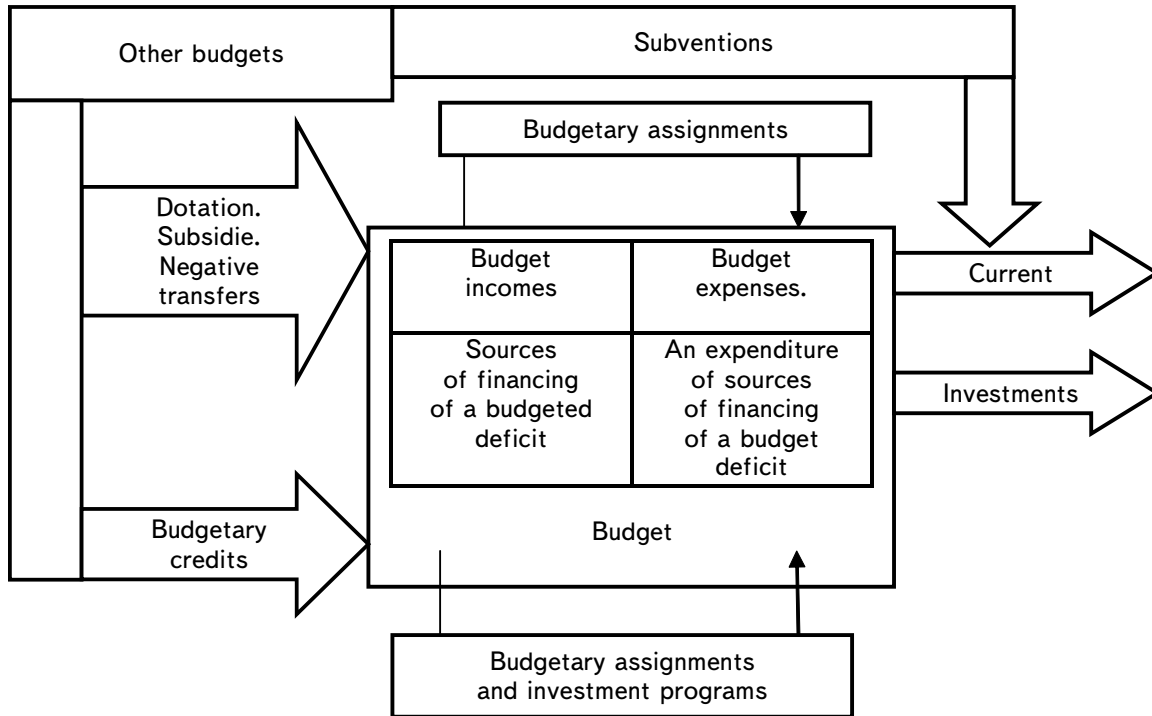 Other budgets
Subventions
Budgetary assignments
Dotation.
Subsidie.
Negative
transfers
Budget
incomes
Budget
expenses.
Current
Sources
of financing
of a budgeted
deficit
An expenditure
of sources
of financing
of a budget
deficit
Investments
Budgetary
credits
Budget
Budgetary assignments
and investment programs